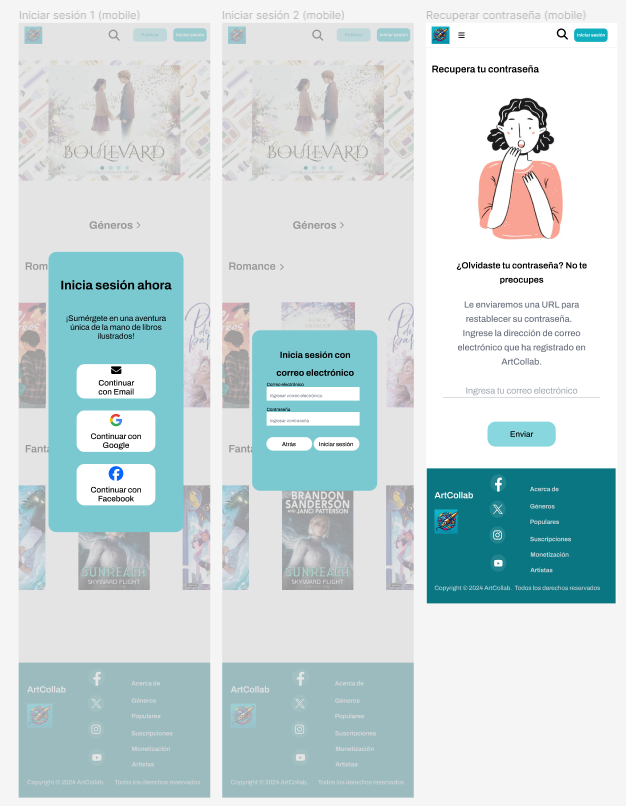 Iniciar sesión 1 (mobile)
Publicar
Iniciar sesión
BOULEVARD
Géneros >
Rom
Inicia sesión ahora
¡Sumérgete en una aventura
única de la mano de libros
ilustrados!
Continuar
con Email
Continuar con
Google
Continuar con
Facebook
Fanta
SUNREACH
SKYWARD FLIGHT
ArtCollab
Acerca de
Géneros
Populares
Suscripciones
Monetización
Artistas
Copyright © 2024 ArtCollab. Todos los derechos reservados
Iniciar sesión 2 (mobile)
Publicar
Iniciar sesión
BOULEVARD
Géneros >
Romance >
Inicia sesión con
correo electrónico
Correo electrónico
Ingresar correo electrónico
Contraseña
Ingresar contraseña
Atrás
Iniciar sesión
Fanta
BRANDON
SANDERSON
AND JANCI PATTERSON
SUNREACH
SKYWARD FLIGHT
ArtCollab
Acerca de
Géneros
Populares
Suscripciones
Monetización
Artistas
Copyright © 2024 ArtCollab. Todos los derechos reservados
Recuperar contraseña (mobile)
Iniciar sesión
Recupera tu contraseña
¿Olvidaste tu contraseña? No te
preocupes
Le enviaremos una URL para
restablecer su contraseña.
Ingrese la dirección de correo
electrónico que ha registrado en
ArtCollab.
Ingresa tu correo electrónico
Enviar
ArtCollab
Acerca de
Géneros
Populares
Suscripciones
Monetización
Artistas
Copyright © 2024 ArtCollab. Todos los derechos reservados